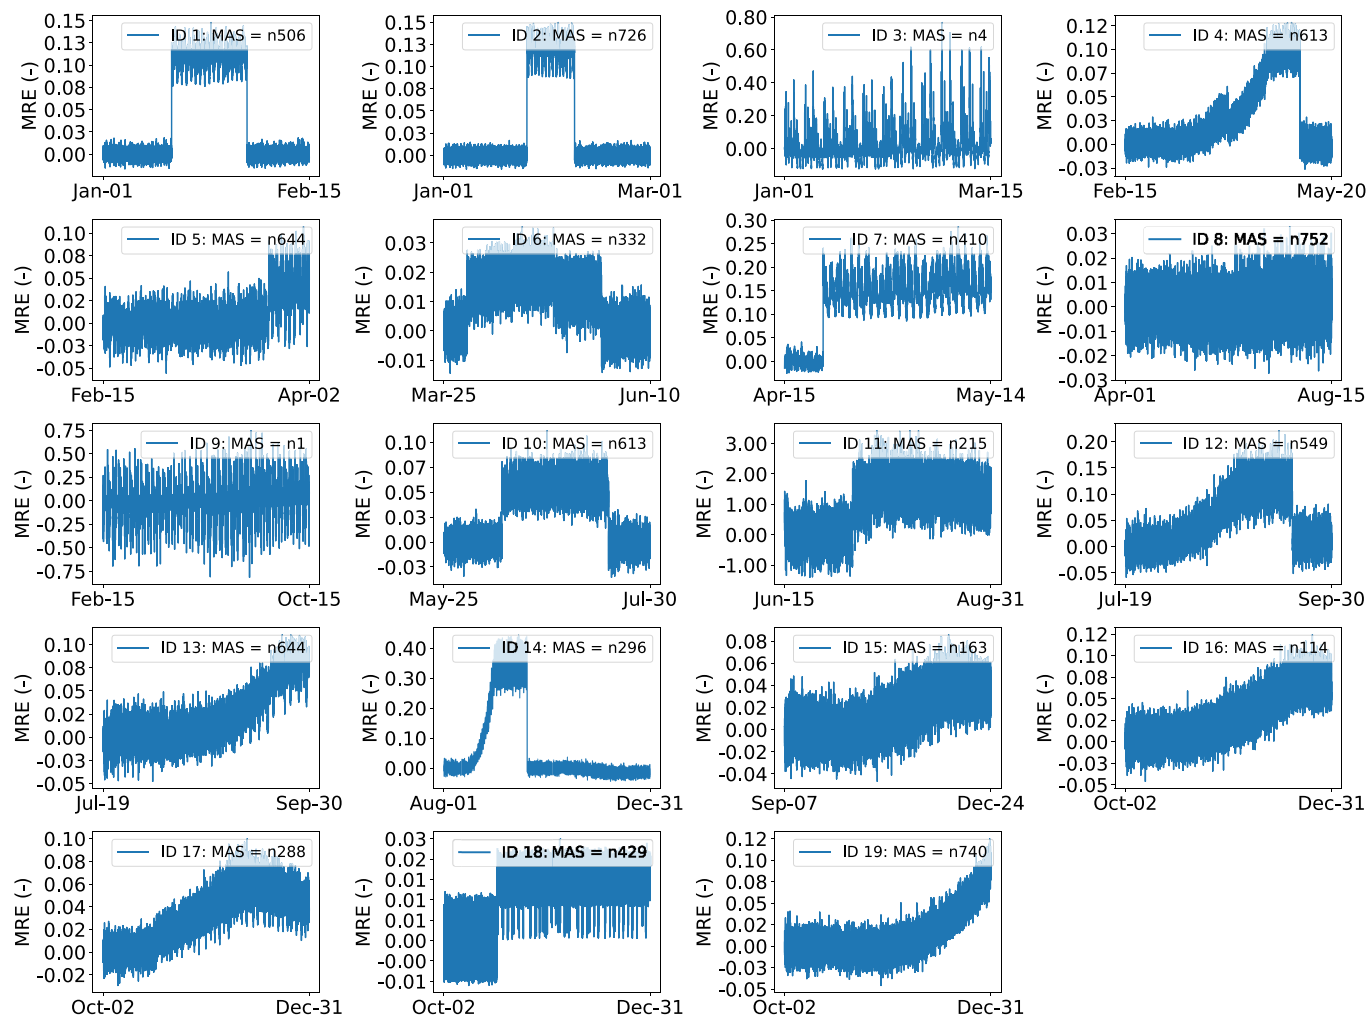 ID 1: MAS = n506
MRE (-)
0.15
0.13
0.10
0.08
0.05
0.03
0.00
Jan-01 Feb-15
ID 2: MAS = n726
MRE (-)
0.15
0.13
0.10
0.08
0.05
0.03
0.00
Jan-01 Mar-01
ID 3: MAS = n4
MRE (-)
0.80
0.60
0.40
0.20
0.00
Jan-01 Mar-15
ID 4: MAS = n613
MRE (-)
0.12
0.10
0.07
0.05
0.03
0.00
-0.03
Feb-15 May-20
ID 5: MAS = n644
MRE (-)
0.10
0.08
0.05
0.02
0.00
-0.03
-0.05
Feb-15 Apr-02
ID 6: MAS = n332
MRE (-)
0.03
0.02
0.01
0.00
-0.01
Mar-25 Jun-10
ID 7: MAS = n410
MRE (-)
0.30
0.25
0.20
0.15
0.10
0.05
0.00
Apr-15 May-14
ID 8: MAS = n752
MRE (-)
0.03
0.02
0.01
0.00
-0.01
-0.02
-0.03
Apr-01 Aug-15
ID 9: MAS = n1
MRE (-)
0.75
0.50
0.25
0.00
-0.25
-0.50
-0.75
Feb-15 Oct-15
ID 10: MAS = n613
MRE (-)
0.10
0.07
0.05
0.03
0.00
-0.03
May-25 Jul-30
ID 11: MAS = n215
MRE (-)
3.00
2.00
1.00
0.00
-1.00
Jun-15 Aug-31
ID 12: MAS = n549
MRE (-)
0.20
0.15
0.10
0.05
0.00
-0.05
Jul-19 Sep-30
ID 13: MAS = n644
MRE (-)
0.10
0.08
0.05
0.02
0.00
-0.03
-0.05
Jul-19 Sep-30
ID 14: MAS = n296
MRE (-)
0.40
0.30
0.20
0.10
0.00
Aug-01 Dec-31
ID 15: MAS = n163
MRE (-)
0.08
0.06
0.04
0.02
0.00
-0.02
-0.04
Sep-07 Dec-24
ID 16: MAS = n114
MRE (-)
0.12
0.10
0.08
0.05
0.02
0.00
-0.03
-0.05
Oct-02 Dec-31
ID 17: MAS = n288
MRE (-)
0.10
0.08
0.06
0.04
0.02
0.00
-0.02
Oct-02 Dec-31
ID 18: MAS = n429
MRE (-)
0.03
0.02
0.01
0.01
0.01
0.00
-0.00
-0.01
Oct-02 Dec-31
ID 19: MAS = n740
MRE (-)
0.12
0.10
0.08
0.05
0.03
0.00
-0.03
-0.05
Oct-02 Dec-31